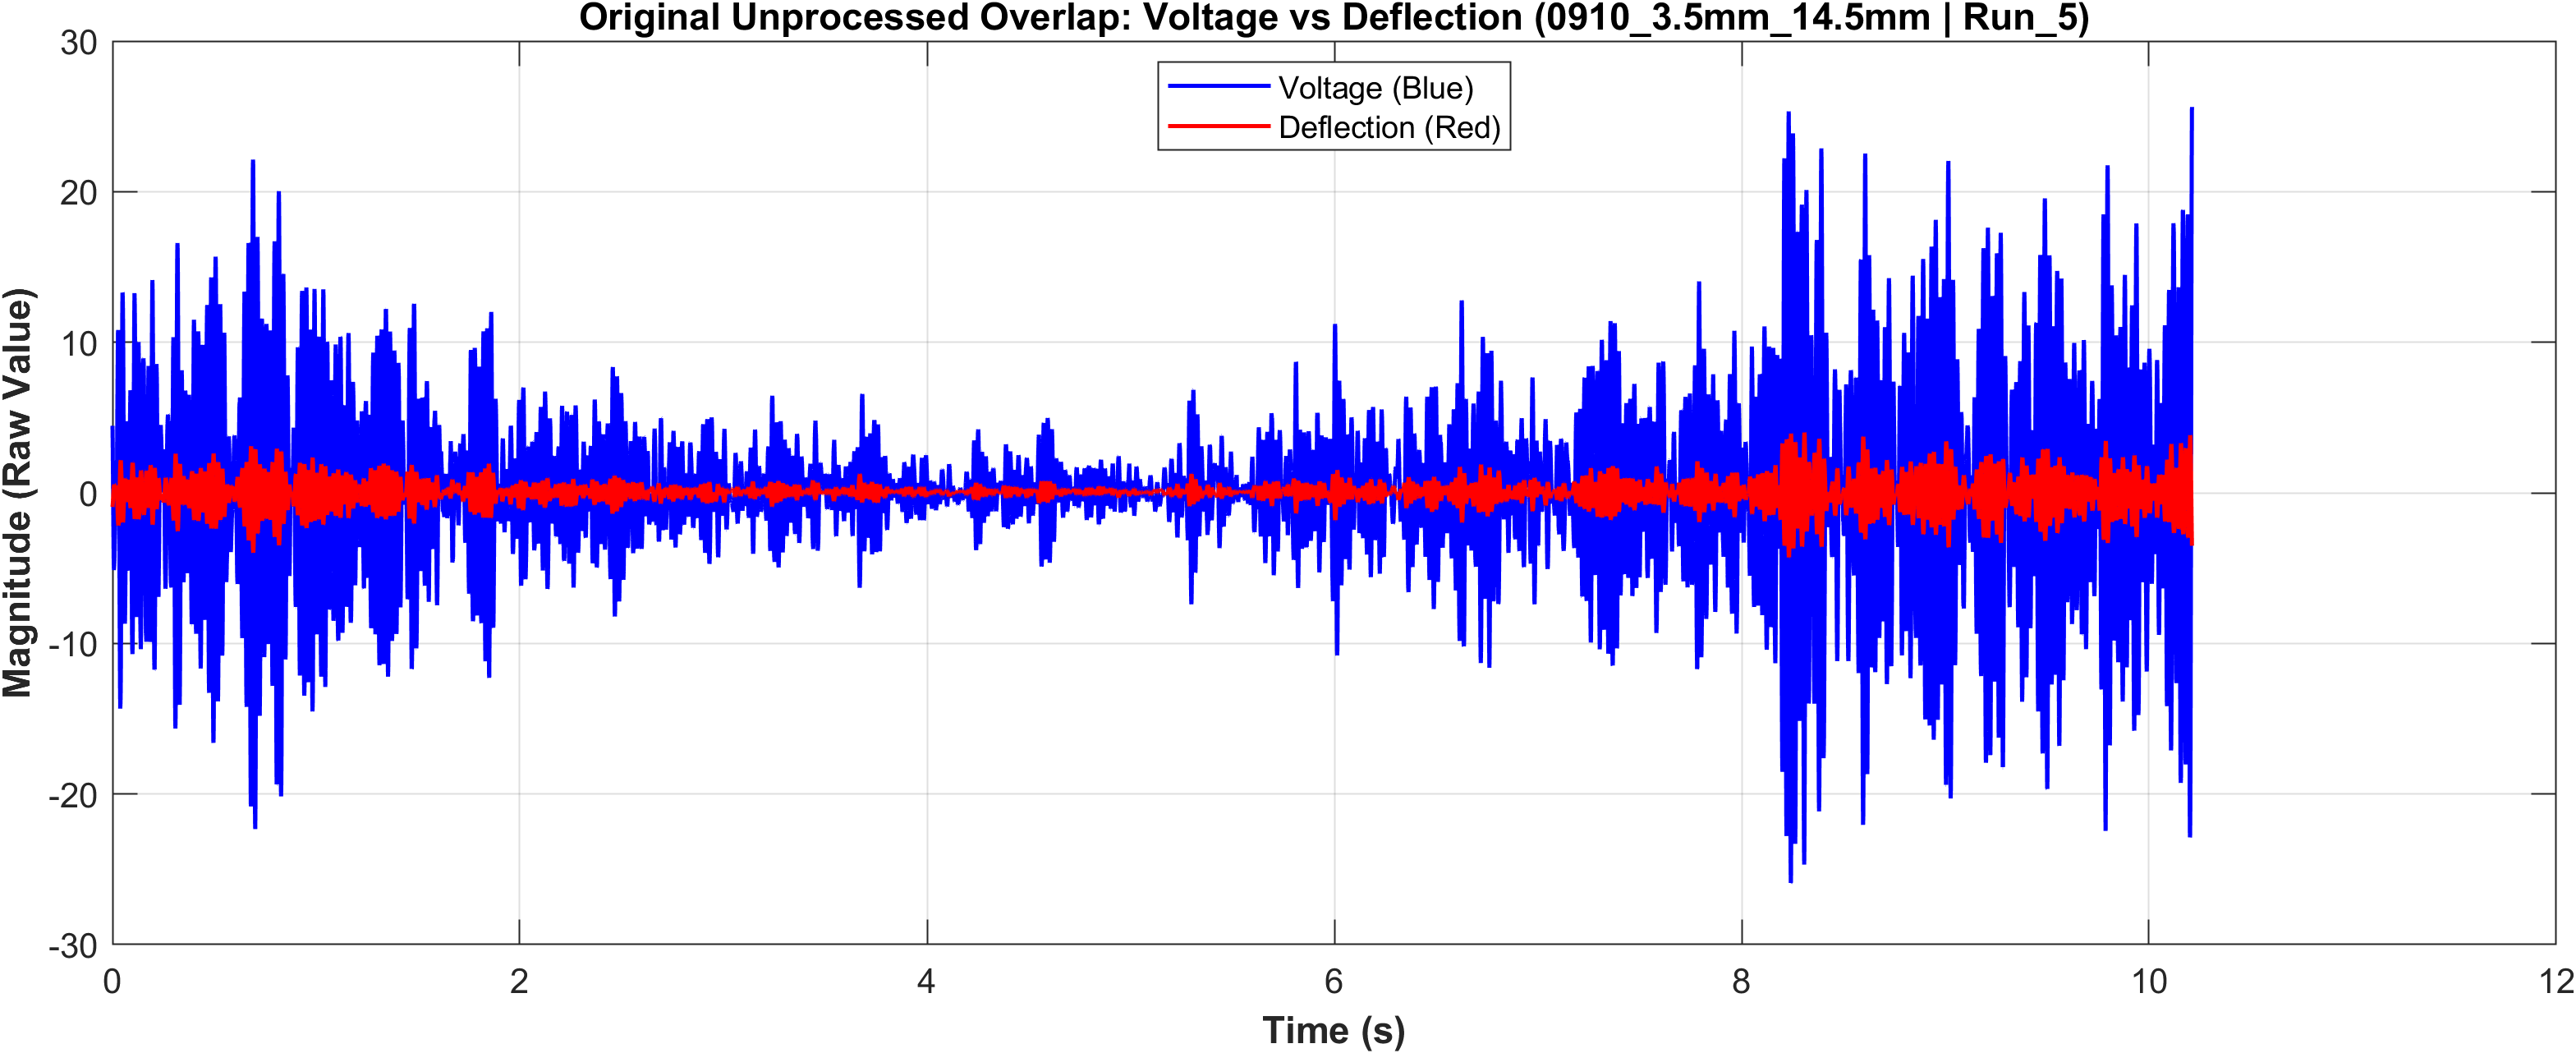 Original Unprocessed Overlap: Voltage vs Deflection (0910_3.5mm_14.5mm | Run_5)
Voltage (Blue)
Deflection (Red)
Magnitude (Raw Value)
30
20
10
0
-10
-20
-30
0
2
4
6
8
10
12
Time (s)